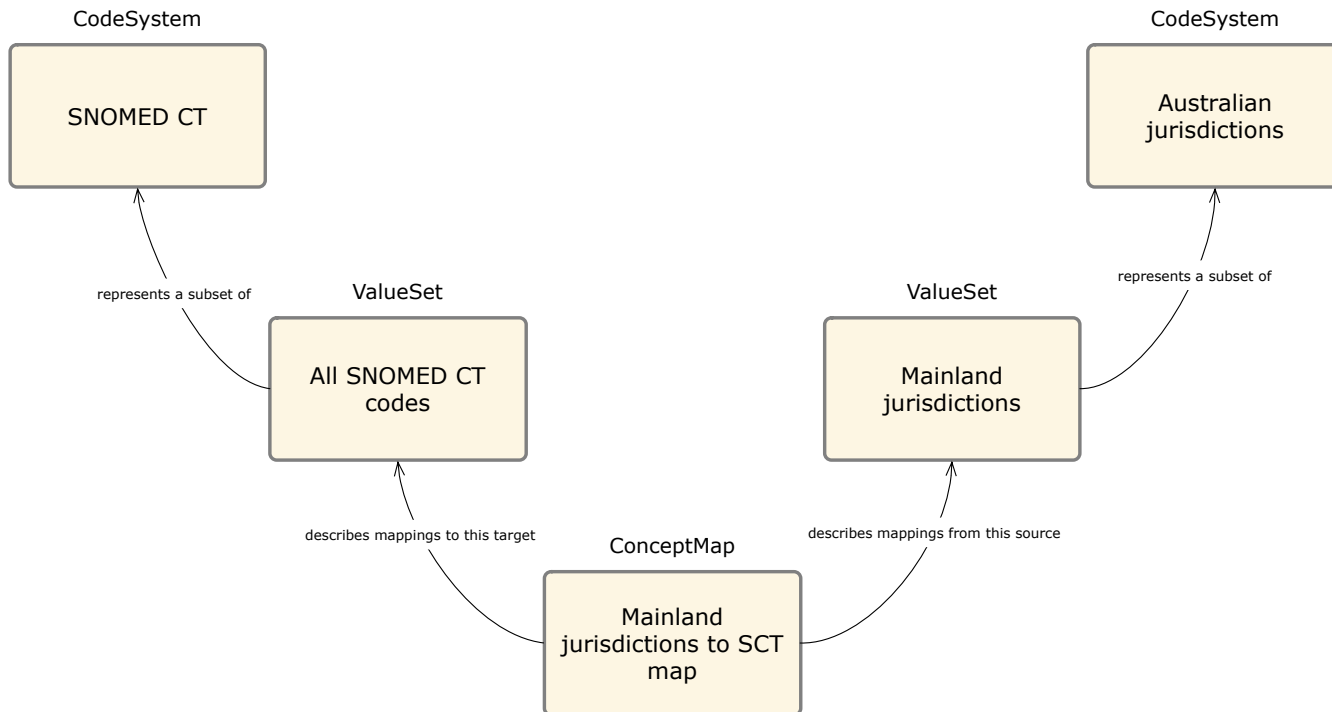 CodeSystem
CodeSystem
SNOMED CT
Australian
jurisdictions
represents a subset of
represents a subset of
ValueSet
ValueSet
All SNOMED CT
codes
Mainland
jurisdictions
describes mappings to this target
describes mappings from this source
ConceptMap
Mainland
jurisdictions to SCT
map